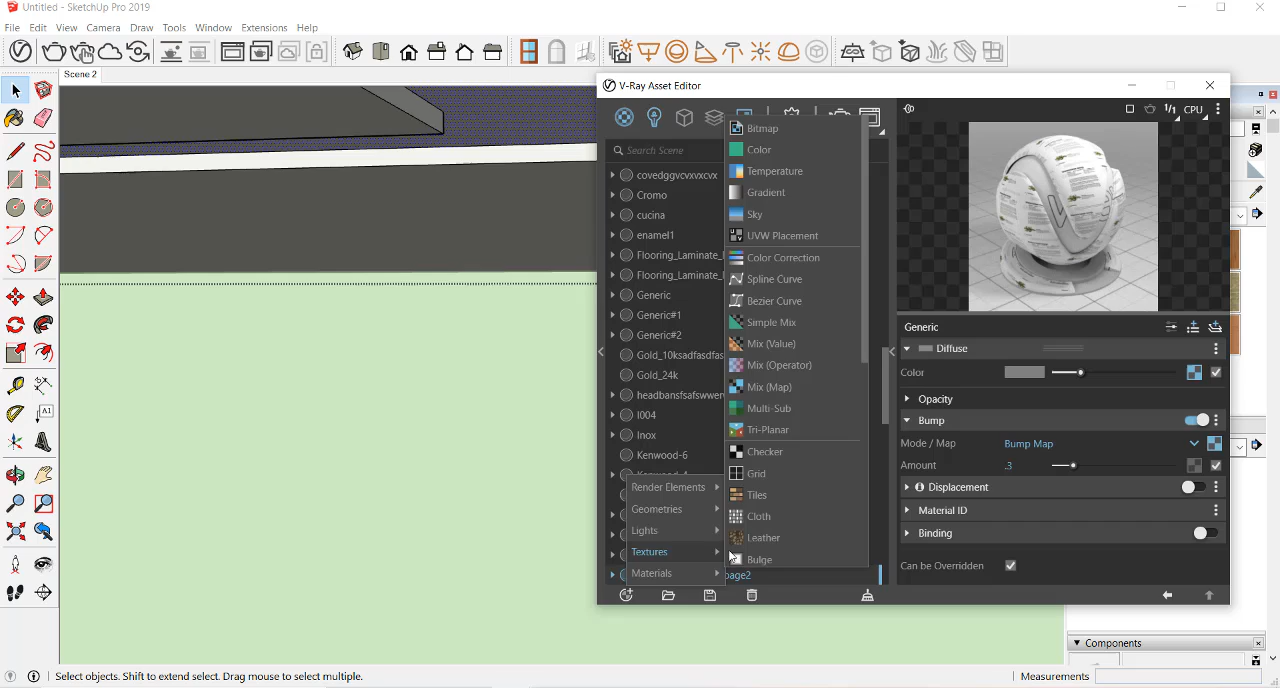 Untitled - SketchUp Pro 2019
File Edit View Camera Draw Tools Window Extensions Help
Scene 2
V-Ray Asset Editor
Search Scene
covedggvcvxvxcvx
Cromo
cucina
enamel1
Flooring_Laminate_
Flooring_Laminate_
Generic
Generic#1
Generic#2
Gold_10ksadfasdfas
Gold_24k
headbansfsafswwer
I004
Inox
Kenwood-6
Render Elements
Geometries
Lights
Textures
Materials
page2
Bitmap
Color
Temperature
Gradient
Sky
UVW Placement
Color Correction
Spline Curve
Bezier Curve
Simple Mix
Mix (Value)
Mix (Operator)
Mix (Map)
Multi-Sub
Tri-Planar
Checker
Grid
Tiles
Cloth
Leather
Bulge
CPU
Generic
Diffuse
Color
Opacity
Bump
Mode / Map Bump Map
Amount .3
Displacement
Material ID
Binding
Can be Overridden
Components
Select objects. Shift to extend select. Drag mouse to select multiple.
Measurements